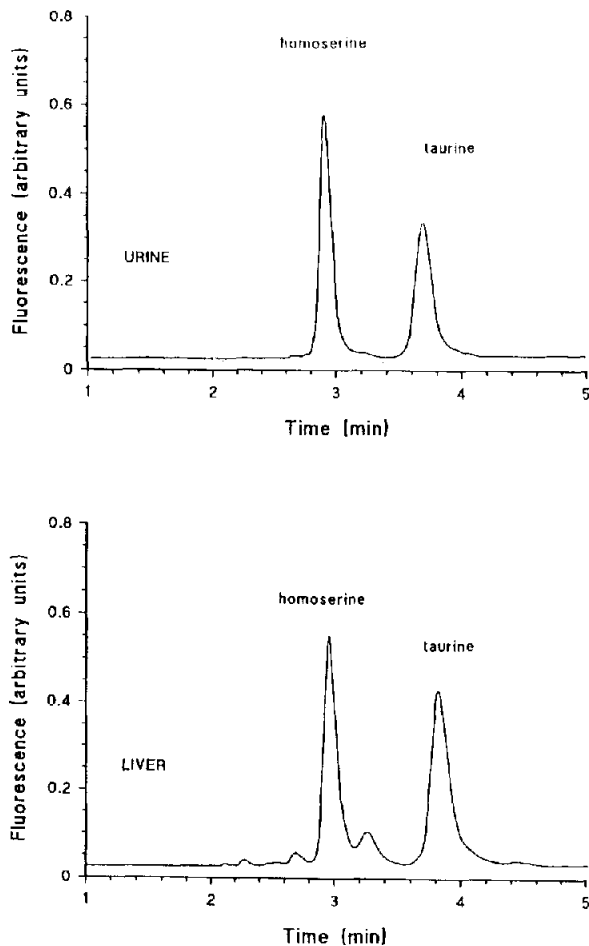 0.8
homoserine
0.6
taurine
0.4
URINE
0.2
0
1 2 3 4 5
Time (min)
Fluorescence (arbitrary units)
0.8
homoserine
0.6
taurine
0.4
LIVER
0.2
0
1 2 3 4 5
Time (min)
Fluorescence (arbitrary units)